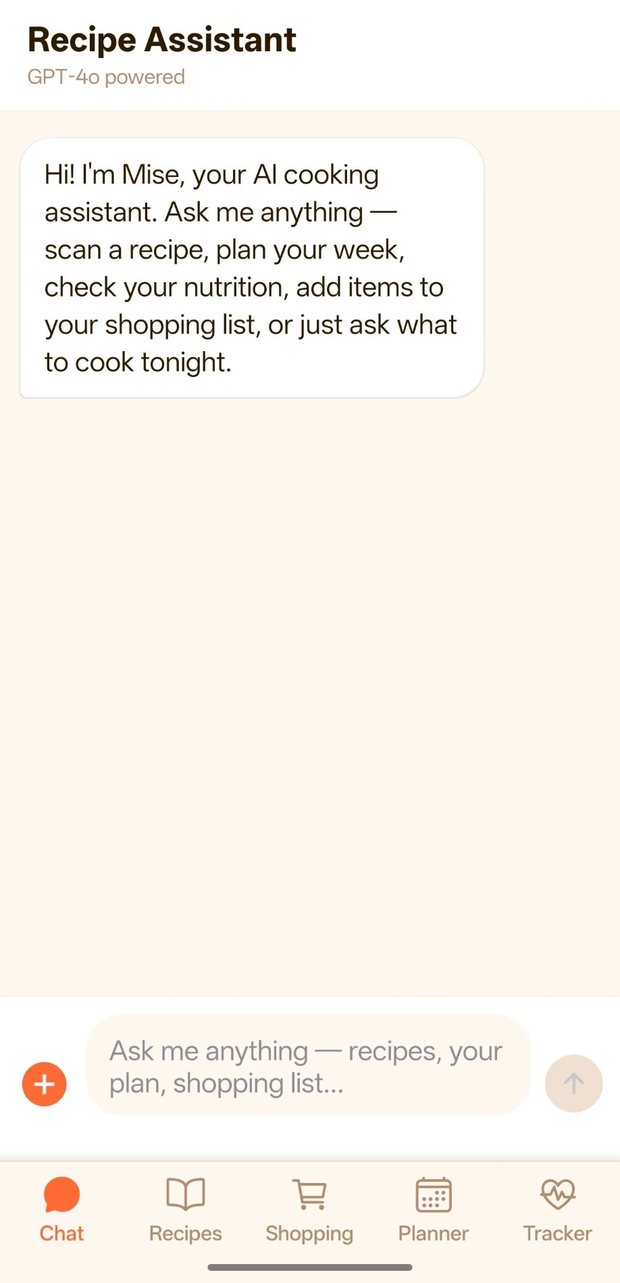 Recipe Assistant
GPT-4o powered
Hi! I'm Mise, your AI cooking
assistant. Ask me anything —
scan a recipe, plan your week,
check your nutrition, add items to
your shopping list, or just ask what
to cook tonight.
Ask me anything — recipes, your
plan, shopping list...
Chat
Recipes
Shopping
Planner
Tracker